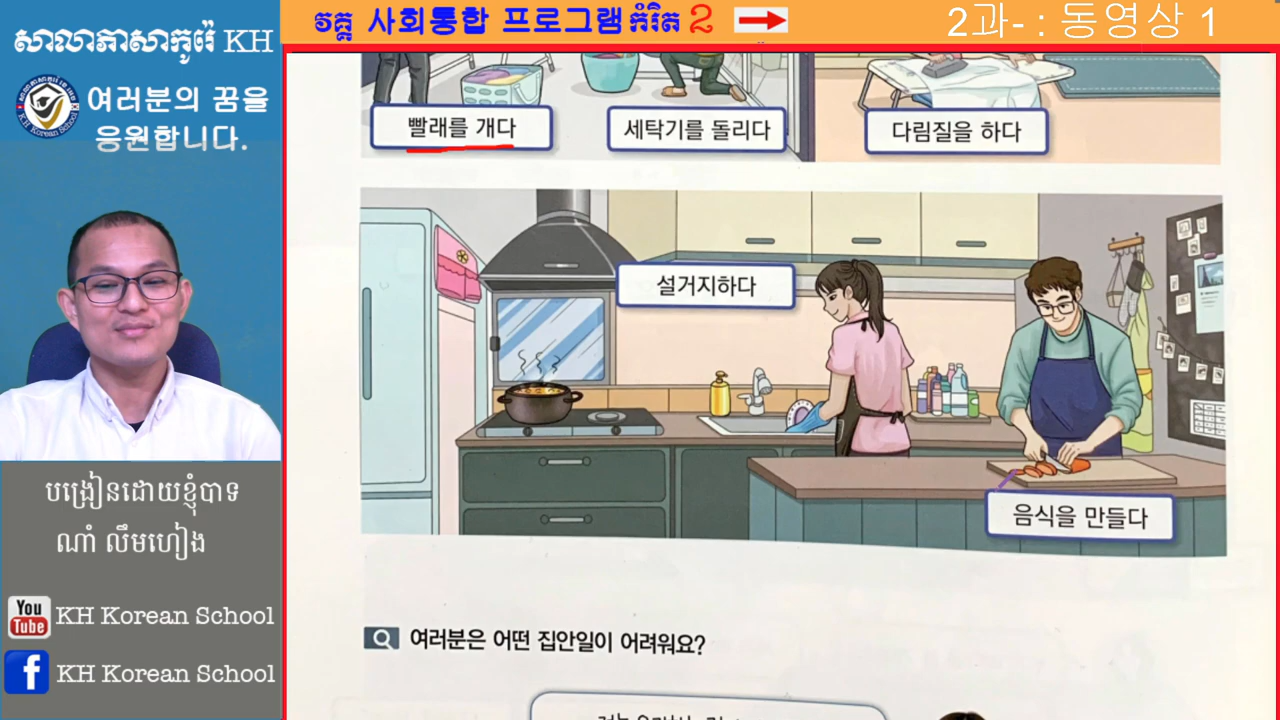 សាលាភាសាកូរ៉េ KH
여러분의 꿈을
응원합니다.
វគ្គ 사회통합 프로그램 កំរិត 2
2과- : 동영상 1
빨래를 개다
세탁기를 돌리다
다림질을 하다
설거지하다
음식을 만들다
여러분은 어떤 집안일이 어려워요?
បង្រៀនដោយខ្ញុំបាទ
ណាំ លឹមហៀង
You
Tube
KH Korean School
f
KH Korean School